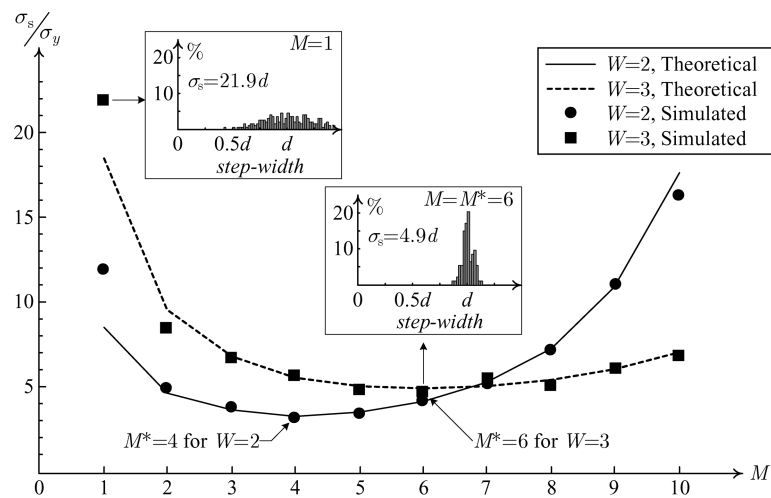 σs/σy
20
15
10
5
0
0 1 2 3 4 5 6 7 8 9 10
M
%
M=1
20
10
σs=21.9d
0 0.5d d
step-width
%
M=M*=6
20
10
σs=4.9d
0 0.5d d
step-width
W=2, Theoretical
W=3, Theoretical
W=2, Simulated
W=3, Simulated
M*=4 for W=2
M*=6 for W=3